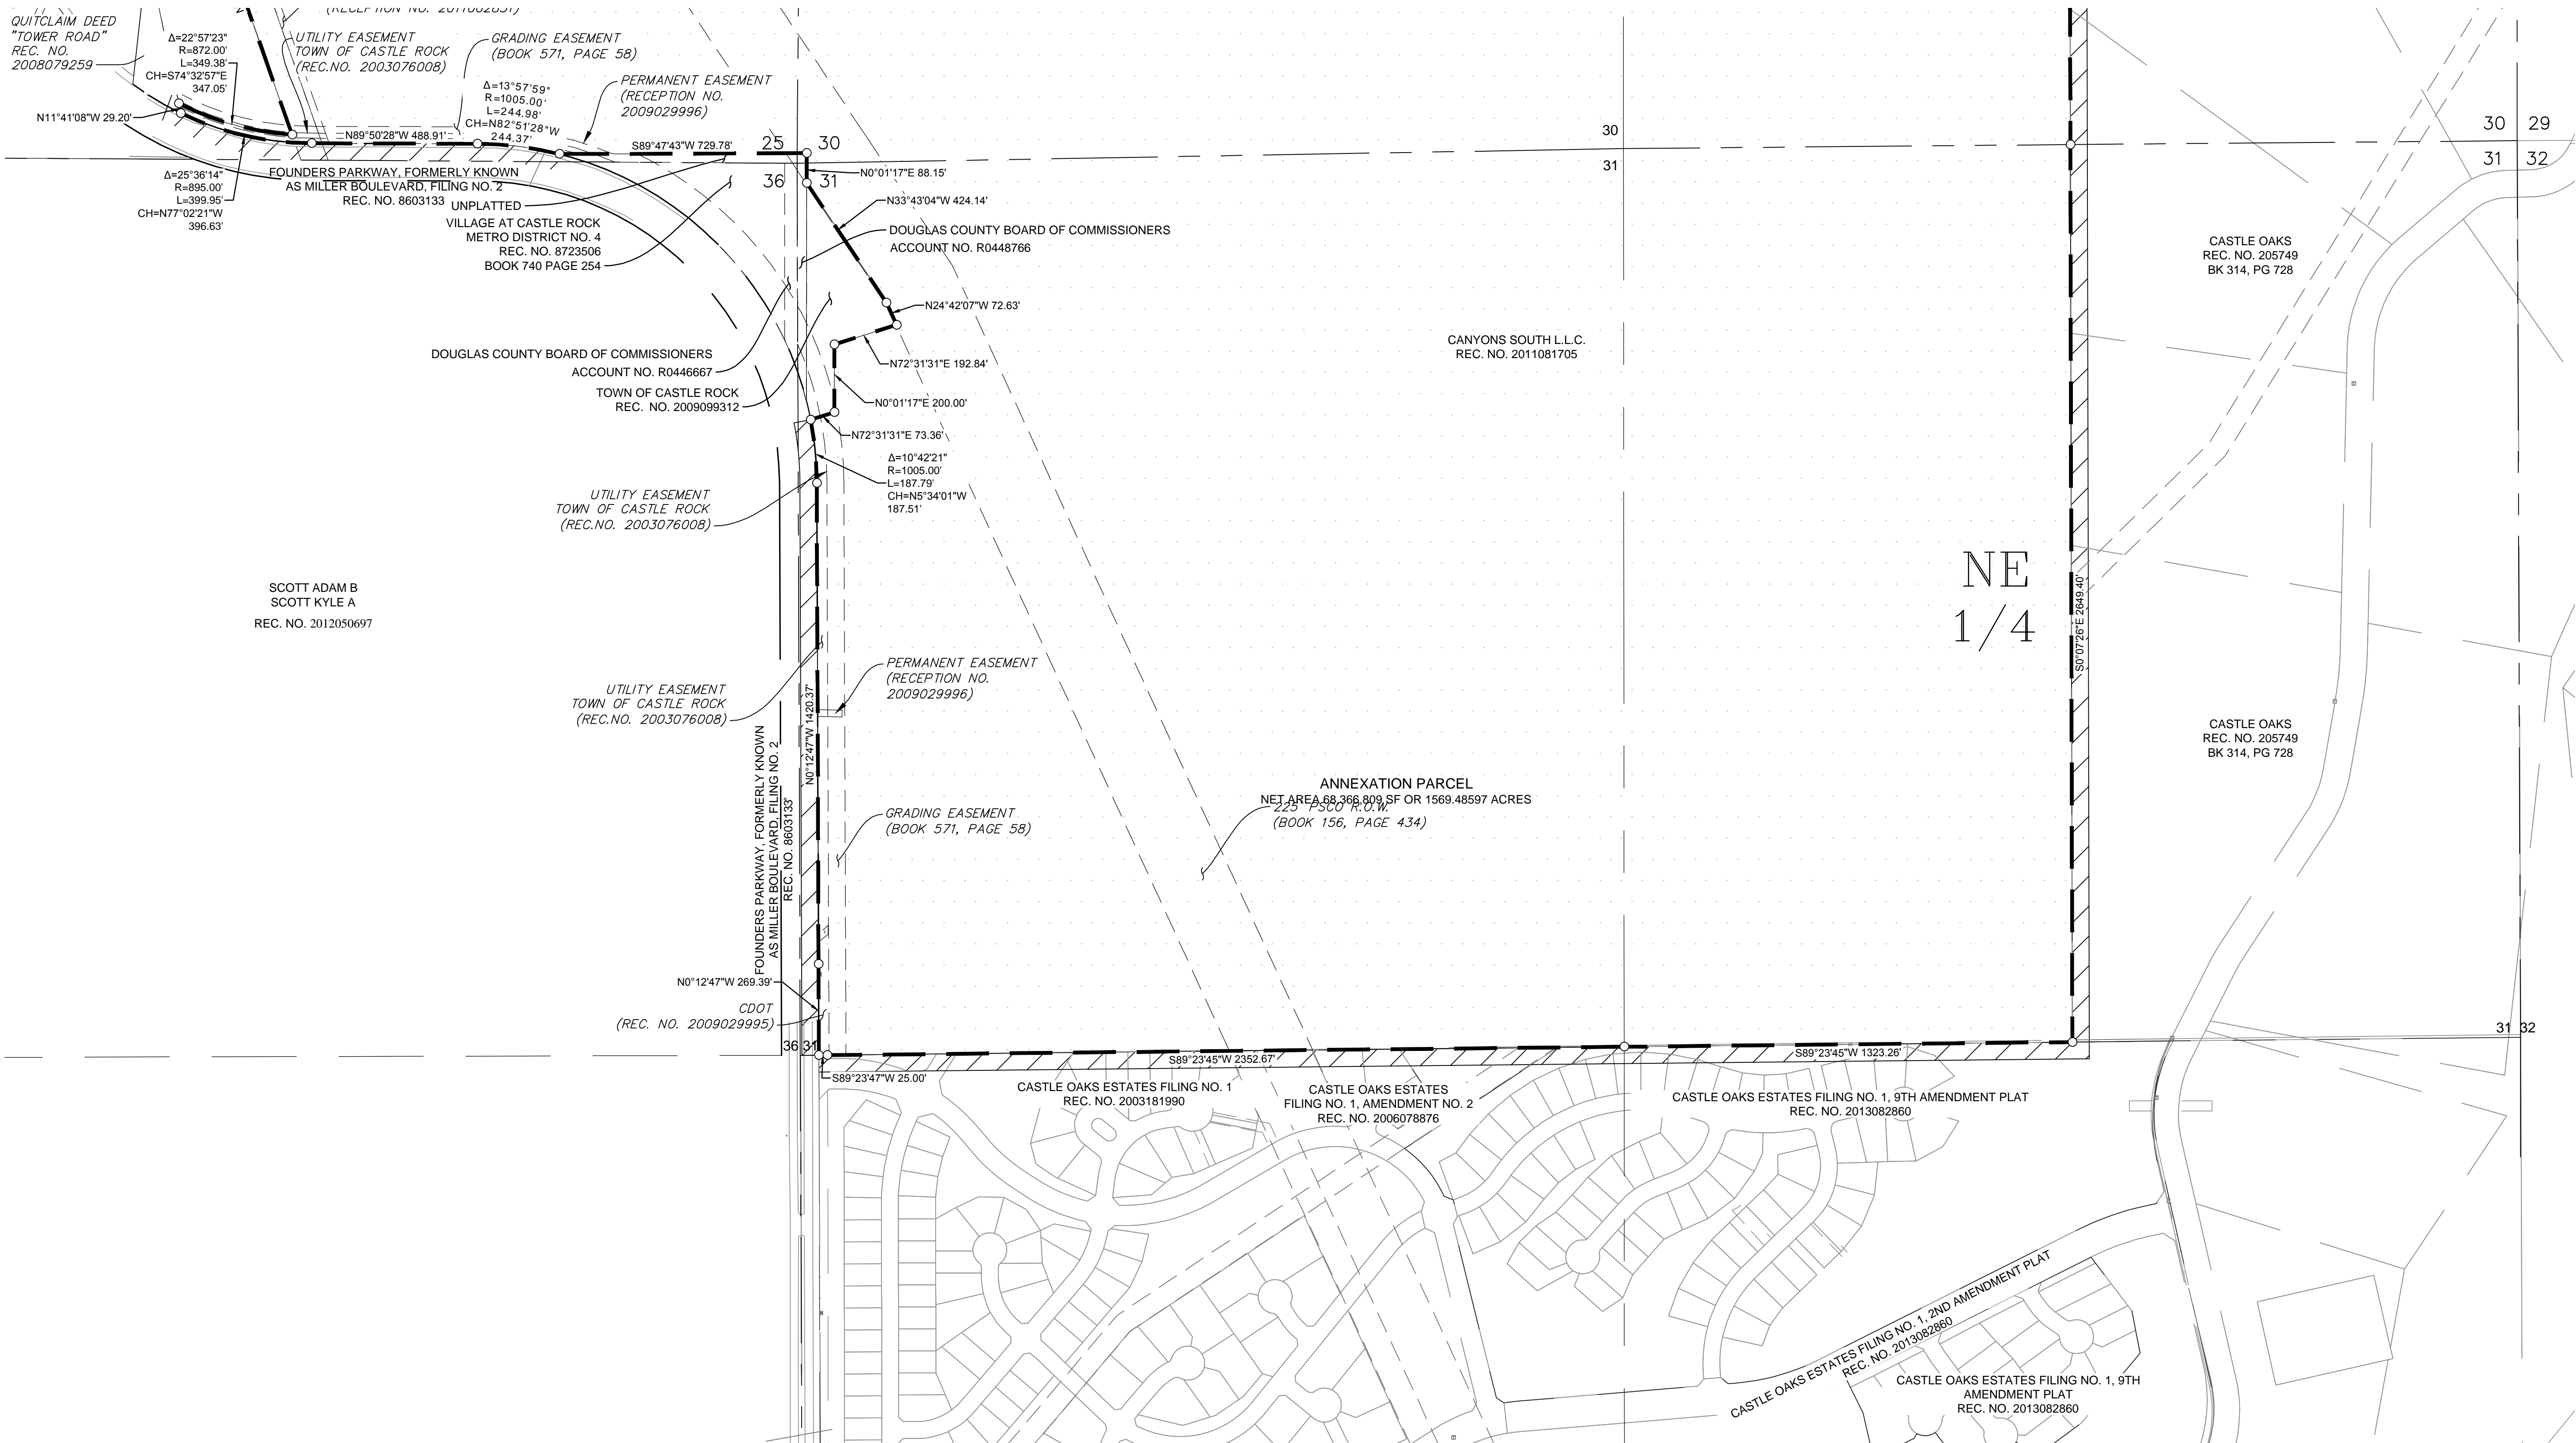 QUITCLAIM DEED
"TOWER ROAD"
REC. NO.
2008079259
Δ=22°57'23"
R=872.00'
L=349.38'
CH=S74°32'57"E
347.05'
UTILITY EASEMENT
TOWN OF CASTLE ROCK
(REC.NO. 2003076008)
GRADING EASEMENT
(BOOK 571, PAGE 58)
Δ=13°57'59"
R=1005.00'
L=244.98'
CH=N82°51'28"W
244.37'
PERMANENT EASEMENT
(RECEPTION NO.
2009029996)
N11°41'08"W 29.20'
N89°50'28"W 488.91'
S89°47'43"W 729.78'
25
30
36
31
30
31
30
29
31
32
Δ=25°36'14"
R=895.00'
L=399.95'
CH=N77°02'21"W
396.63'
FOUNDERS PARKWAY, FORMERLY KNOWN
AS MILLER BOULEVARD, FILING NO. 2
REC. NO. 8603133
UNPLATTED
VILLAGE AT CASTLE ROCK
METRO DISTRICT NO. 4
REC. NO. 8723506
BOOK 740 PAGE 254
N0°01'17"E 88.15'
N33°43'04"W 424.14'
DOUGLAS COUNTY BOARD OF COMMISSIONERS
ACCOUNT NO. R0448766
CASTLE OAKS
REC. NO. 205749
BK 314, PG 728
N24°42'07"W 72.63'
DOUGLAS COUNTY BOARD OF COMMISSIONERS
ACCOUNT NO. R0446667
N72°31'31"E 192.84'
CANYONS SOUTH L.L.C.
REC. NO. 2011081705
TOWN OF CASTLE ROCK
REC. NO. 2009099312
N0°01'17"E 200.00'
N72°31'31"E 73.36'
Δ=10°42'21"
R=1005.00'
L=187.79'
CH=N5°34'01"W
187.51'
UTILITY EASEMENT
TOWN OF CASTLE ROCK
(REC.NO. 2003076008)
NE
1/4
S0°07'26"E 2649.40'
SCOTT ADAM B
SCOTT KYLE A
REC. NO. 2012050697
PERMANENT EASEMENT
(RECEPTION NO.
2009029996)
UTILITY EASEMENT
TOWN OF CASTLE ROCK
(REC.NO. 2003076008)
N0°12'47"W 1420.37'
FOUNDERS PARKWAY, FORMERLY KNOWN
AS MILLER BOULEVARD, FILING NO. 2
REC. NO. 8603133
CASTLE OAKS
REC. NO. 205749
BK 314, PG 728
ANNEXATION PARCEL
NET AREA 68,366,809 SF OR 1569.48597 ACRES
225' PSCO R.O.W.
(BOOK 156, PAGE 434)
GRADING EASEMENT
(BOOK 571, PAGE 58)
N0°12'47"W 269.39'
CDOT
(REC. NO. 2009029995)
36
31
31
32
S89°23'45"W 2352.67'
S89°23'45"W 1323.26'
S89°23'47"W 25.00'
CASTLE OAKS ESTATES FILING NO. 1
REC. NO. 2003181990
CASTLE OAKS ESTATES
FILING NO. 1, AMENDMENT NO. 2
REC. NO. 2006078876
CASTLE OAKS ESTATES FILING NO. 1, 9TH AMENDMENT PLAT
REC. NO. 2013082860
CASTLE OAKS ESTATES FILING NO. 1, 2ND AMENDMENT PLAT
REC. NO. 2013082860
CASTLE OAKS ESTATES FILING NO. 1, 9TH
AMENDMENT PLAT
REC. NO. 2013082860